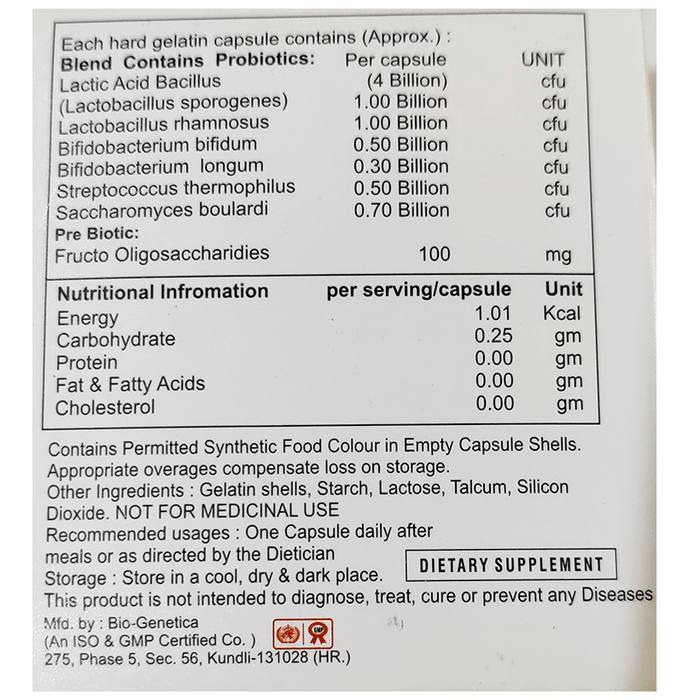 Each hard gelatin capsule contains (Approx.) :
Blend Contains Probiotics: Per capsule UNIT
Lactic Acid Bacillus (4 Billion) cfu
(Lactobacillus sporogenes) 1.00 Billion cfu
Lactobacillus rhamnosus 1.00 Billion cfu
Bifidobacterium bifidum 0.50 Billion cfu
Bifidobacterium longum 0.30 Billion cfu
Streptococcus thermophilus 0.50 Billion cfu
Saccharomyces boulardi 0.70 Billion cfu
Pre Biotic:
Fructo Oligosaccharidies 100 mg
Nutritional Infromation per serving/capsule Unit
Energy 1.01 Kcal
Carbohydrate 0.25 gm
Protein 0.00 gm
Fat & Fatty Acids 0.00 gm
Cholesterol 0.00 gm
Contains Permitted Synthetic Food Colour in Empty Capsule Shells.
Appropriate overages compensate loss on storage.
Other Ingredients : Gelatin shells, Starch, Lactose, Talcum, Silicon
Dioxide. NOT FOR MEDICINAL USE
Recommended usages : One Capsule daily after
meals or as directed by the Dietician
DIETARY SUPPLEMENT
Storage : Store in a cool, dry & dark place.
This product is not intended to diagnose, treat, cure or prevent any Diseases
Mfd. by : Bio-Genetica
(An ISO & GMP Certified Co. ) GMP
275, Phase 5, Sec. 56, Kundli-131028 (HR.)